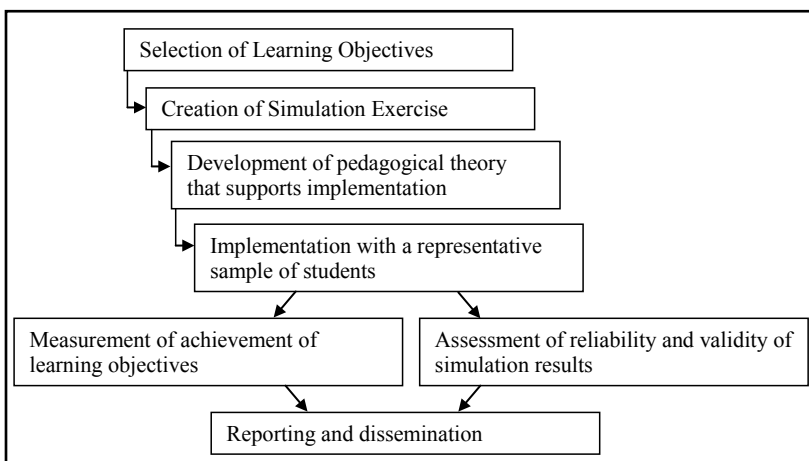 Selection of Learning Objectives
Creation of Simulation Exercise
Development of pedagogical theory
that supports implementation
Implementation with a representative
sample of students
Measurement of achievement of
learning objectives
Assessment of reliability and validity of
simulation results
Reporting and dissemination